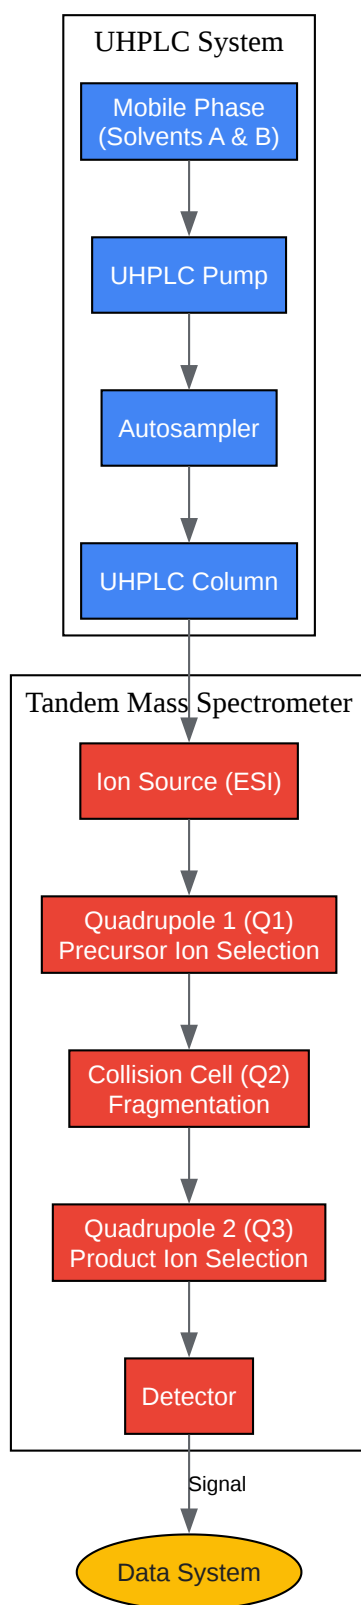 UHPLC System
Mobile Phase
(Solvents A & B)
UHPLC Pump
Autosampler
UHPLC Column
Tandem Mass Spectrometer
Ion Source (ESI)
Quadrupole 1 (Q1)
Precursor Ion Selection
Collision Cell (Q2)
Fragmentation
Quadrupole 2 (Q3)
Product Ion Selection
Detector
Signal
Data System